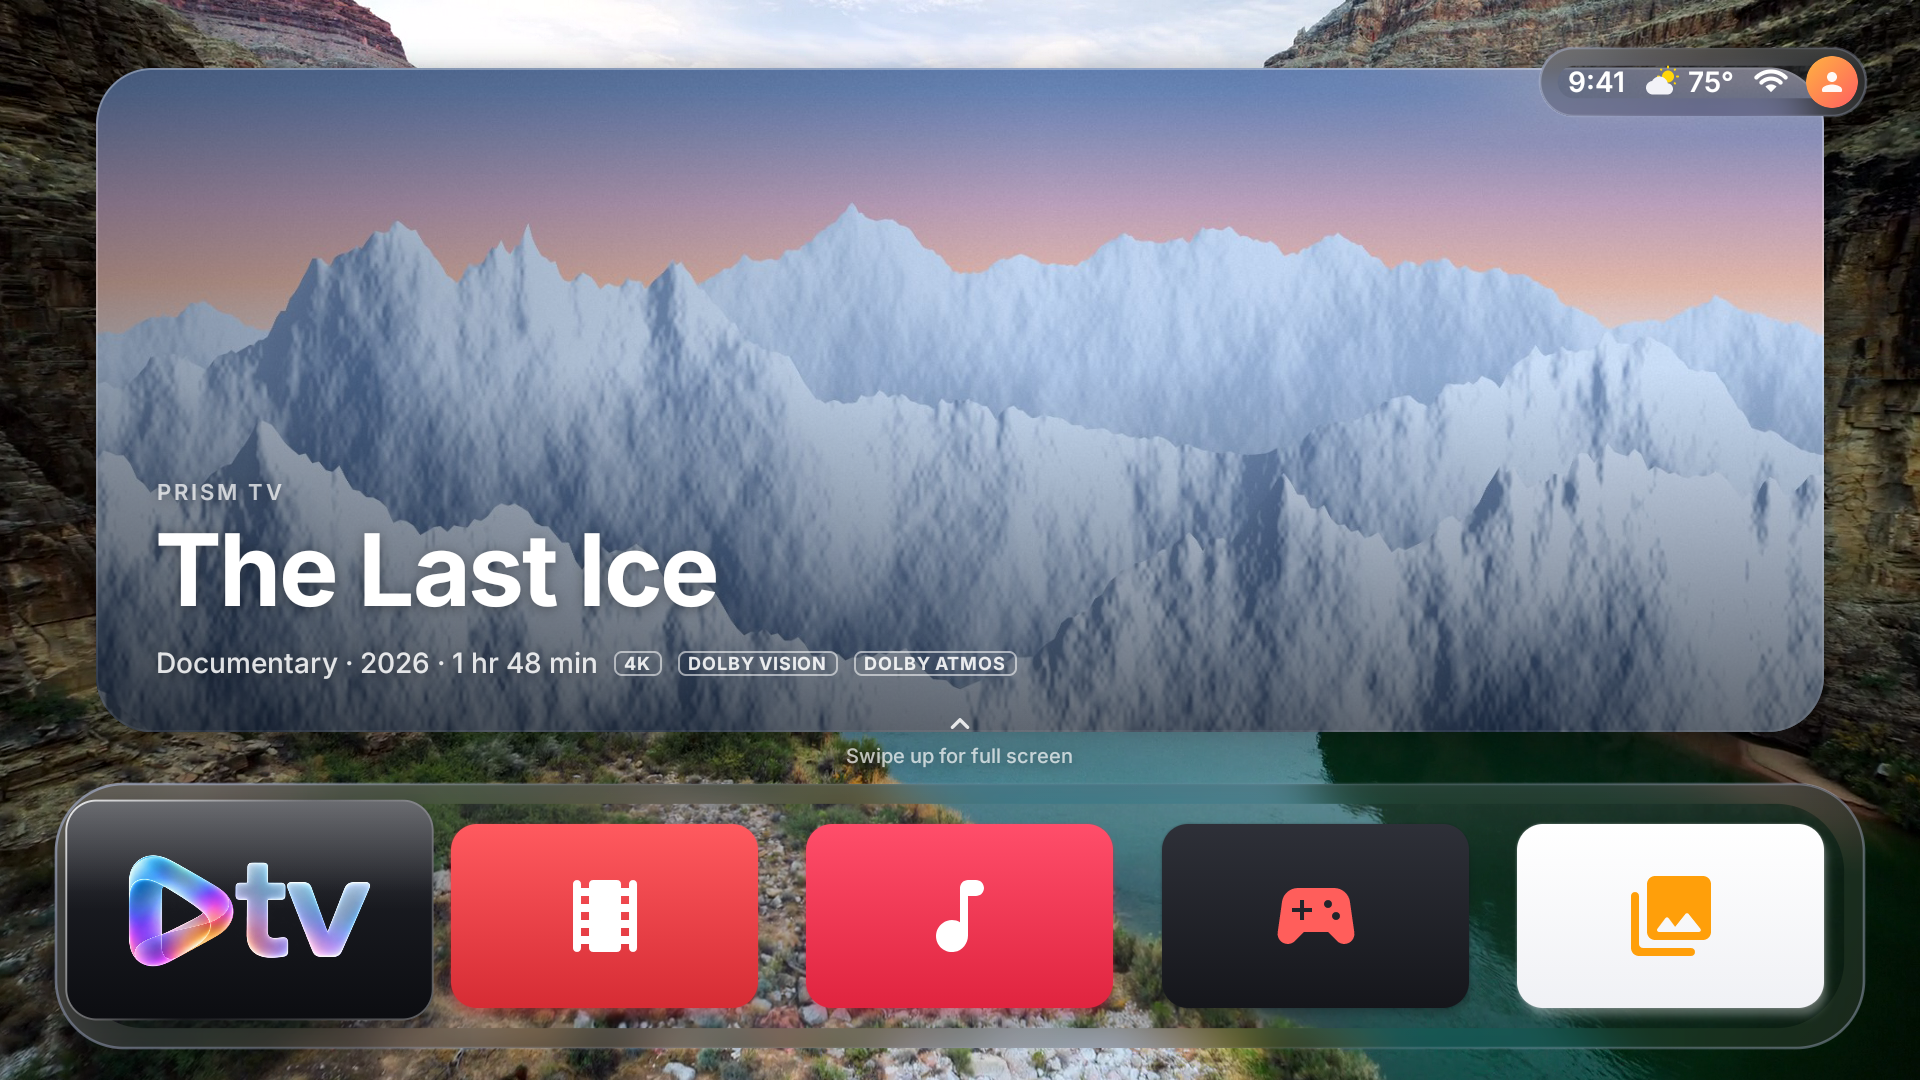 9:41 75°
PRISM TV
The Last Ice
Documentary · 2026 · 1 hr 48 min 4K DOLBY VISION DOLBY ATMOS
Swipe up for full screen
tv